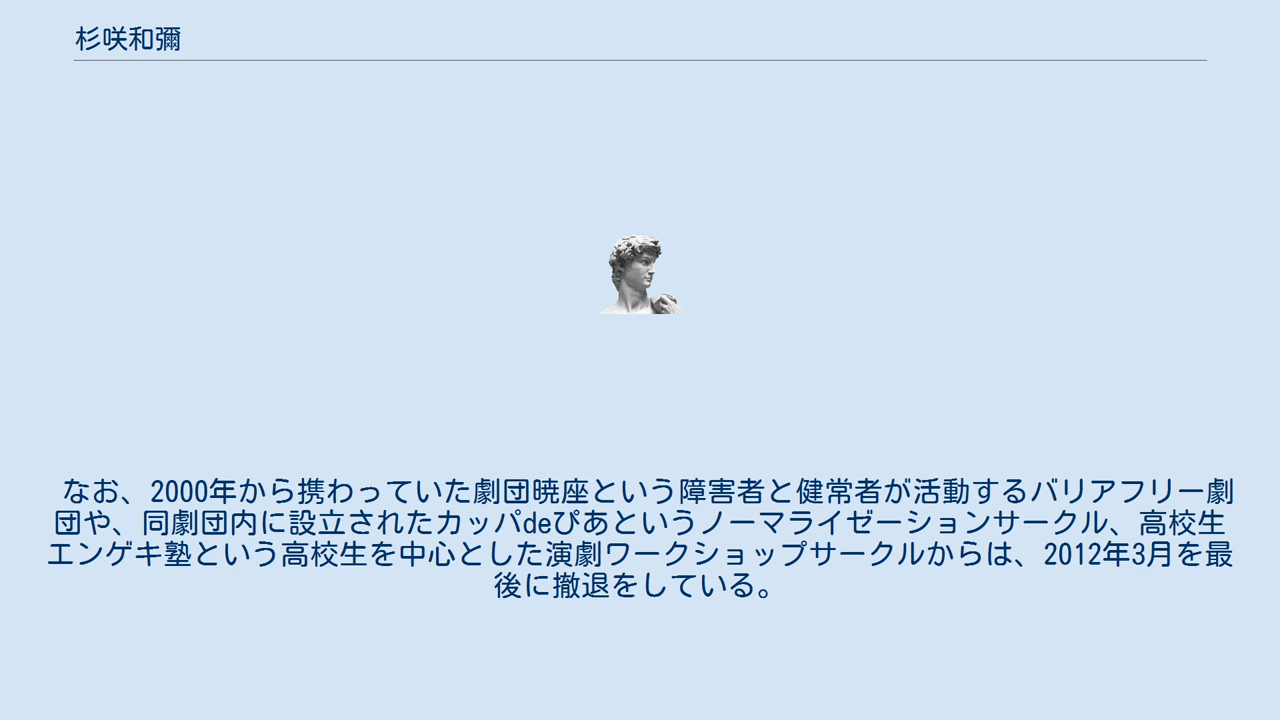 杉咲和彌
なお、2000年から携わっていた劇団暁座という障害者と健常者が活動するバリアフリー劇
団や、同劇団内に設立されたカッパdeぴあというノーマライゼーションサークル、高校生
エンゲキ塾という高校生を中心とした演劇ワークショップサークルからは、2012年3月を最
後に撤退をしている。